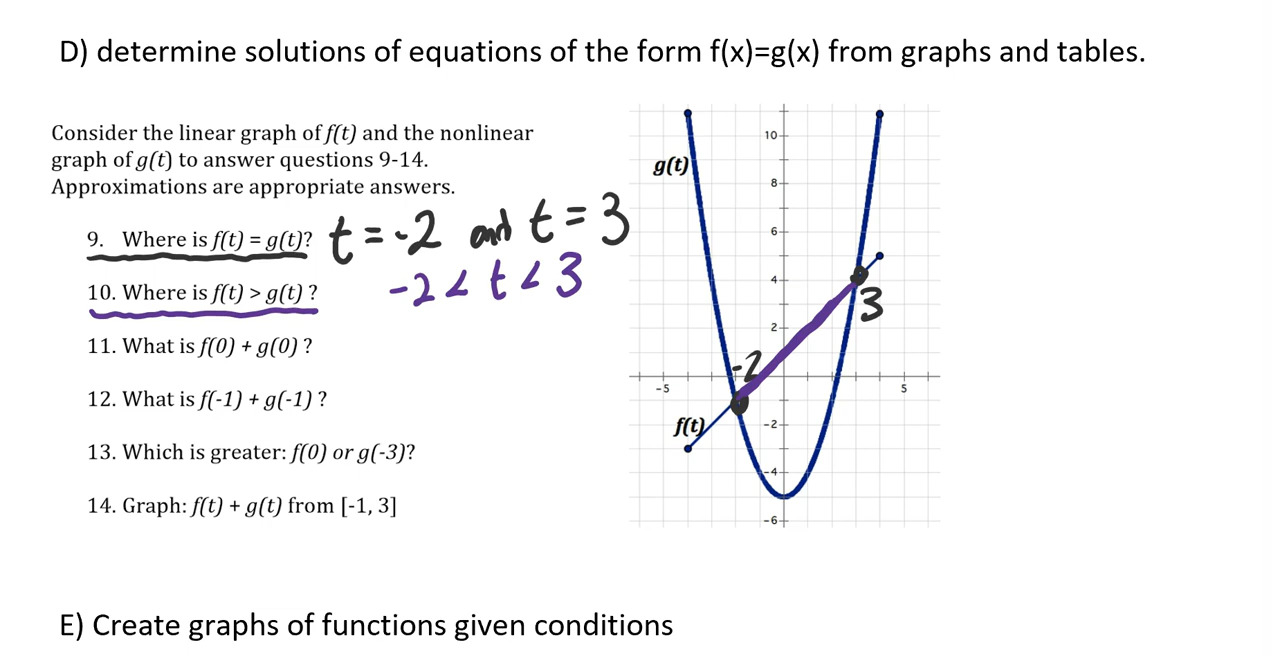 D) determine solutions of equations of the form f(x)=g(x) from graphs and tables.
Consider the linear graph of f(t) and the nonlinear
graph of g(t) to answer questions 9-14.
Approximations are appropriate answers.
9. Where is f(t) = g(t)? t = -2 and t = 3
10. Where is f(t) > g(t) ? -2 < t < 3
11. What is f(0) + g(0) ?
12. What is f(-1) + g(-1) ?
13. Which is greater: f(0) or g(-3)?
14. Graph: f(t) + g(t) from [-1, 3]
g(t)
10
8
6
4
3
2
-2
-5
5
f(t)
-2
-4
-6
E) Create graphs of functions given conditions